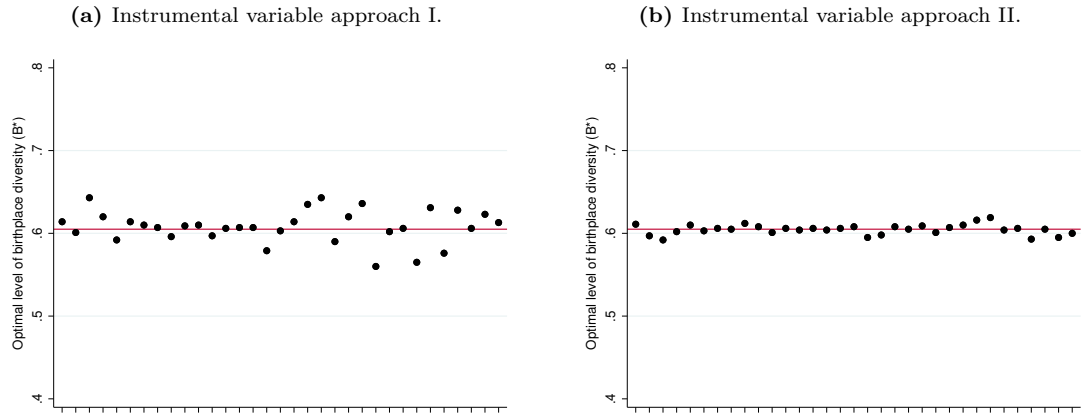 (a) Instrumental variable approach I.
Optimal level of birthplace diversity (B*)
.8
.7
.6
.5
.4
(b) Instrumental variable approach II.
Optimal level of birthplace diversity (B*)
.8
.7
.6
.5
.4